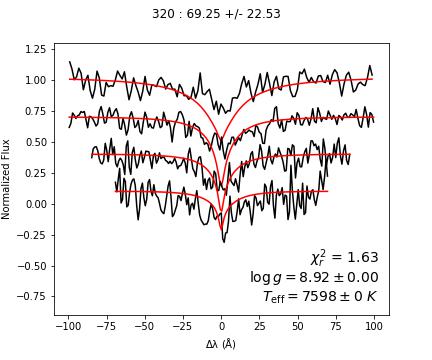 320 : 69.25 +/- 22.53
1.25
1.00
0.75
0.50
0.25
0.00
−0.25
−0.50
−0.75
Normalized Flux
χ²ᵣ = 1.63
log g = 8.92 ± 0.00
T_eff = 7598 ± 0 K
−100 −75 −50 −25 0 25 50 75 100
Δλ (Å)